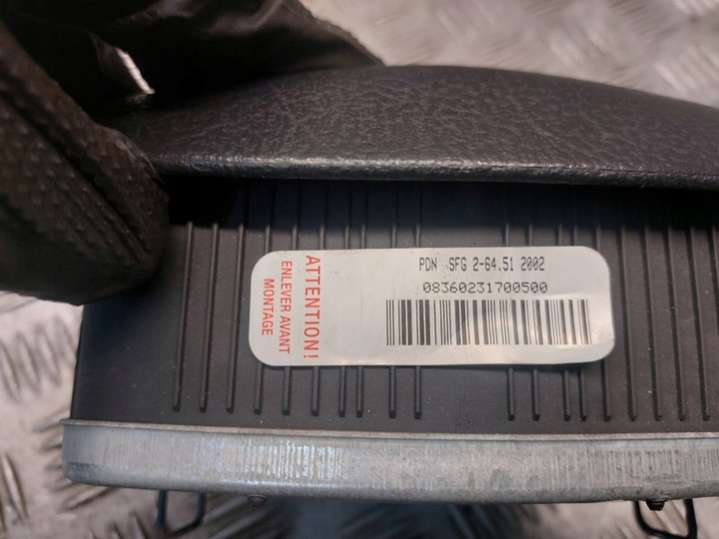 ATTENTION!
ENLEVER AVANT
MONTAGE
PDN SFG 2-64.51 2002
08360231700500